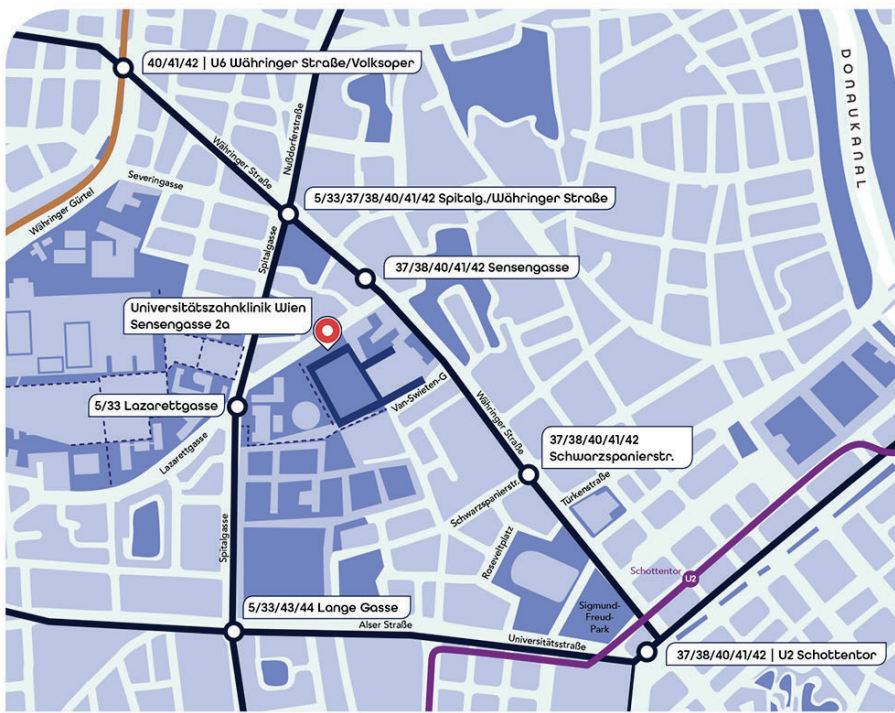 40/41/42 | U6 Währinger Straße/Volksoper
DONAUKANAL
Nußdorferstraße
Währinger Straße
Severingasse
Währinger Gürtel
5/33/37/38/40/41/42 Spitalg./Währinger Straße
Spitalgasse
37/38/40/41/42 Sensengasse
Universitätszahnklinik Wien
Sensengasse 2a
Van-Swieten-G
5/33 Lazarettgasse
Währinger Straße
37/38/40/41/42
Schwarzspanierstr.
Lazarettgasse
Schwarzspanierstr.
Türkenstraße
Spitalgasse
Roseveltplatz
Schottentor
U2
5/33/43/44 Lange Gasse
Sigmund-
Freud-
Park
Alser Straße
Universitätsstraße
37/38/40/41/42 | U2 Schottentor